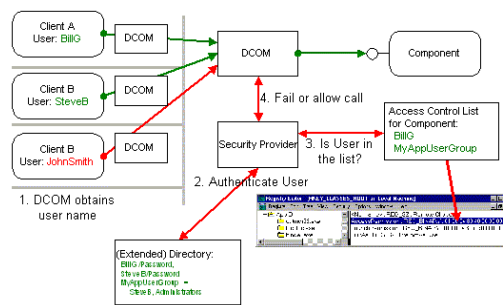 Client A
User: BillG
DCOM
DCOM
Component
Client B
User: SteveB
DCOM
4. Fail or allow call
Access Control List
for Component:
BillG
MyAppUserGroup
Client B
User: JohnSmith
DCOM
Security Provider
3. Is User in
the list?
1. DCOM obtains
user name
2. Authenticate User
(Extended) Directory:
BillG/Password,
SteveB/Password
MyAppUserGroup =
SteveB, Administrators